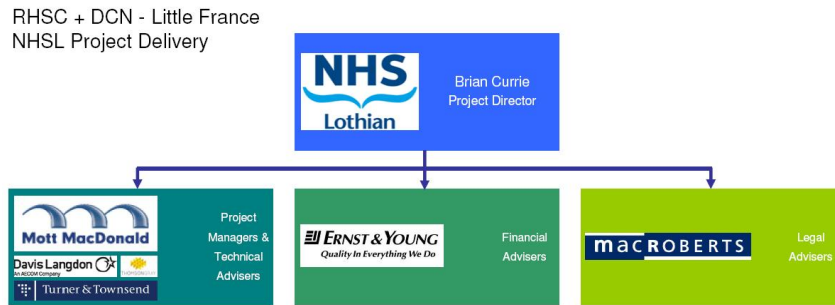 RHSC + DCN - Little France
NHSL Project Delivery
NHS
Lothian
Brian Currie
Project Director
Mott MacDonald
Davis Langdon
An AECOM Company
Turner & Townsend
Project
Managers &
Technical
Advisers
ERNST & YOUNG
Quality In Everything We Do
Financial
Advisers
macROBERTS
Legal
Advisers